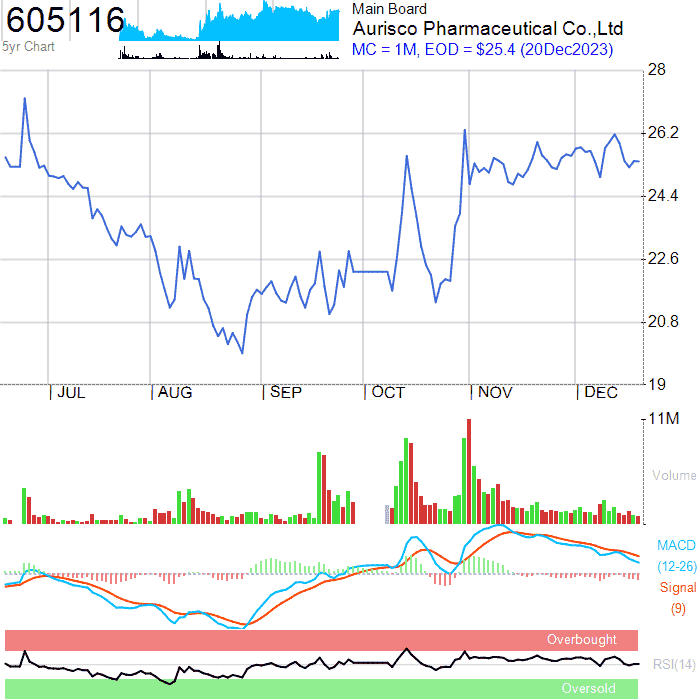 605116
5yr Chart
Main Board
Aurisco Pharmaceutical Co.,Ltd
MC = 1M, EOD = $25.4 (20Dec2023)
28
26.2
24.4
22.6
20.8
19
JUL AUG SEP OCT NOV DEC
11M
Volume
MACD
(12-26)
Signal
(9)
Overbought
RSI(14)
Oversold